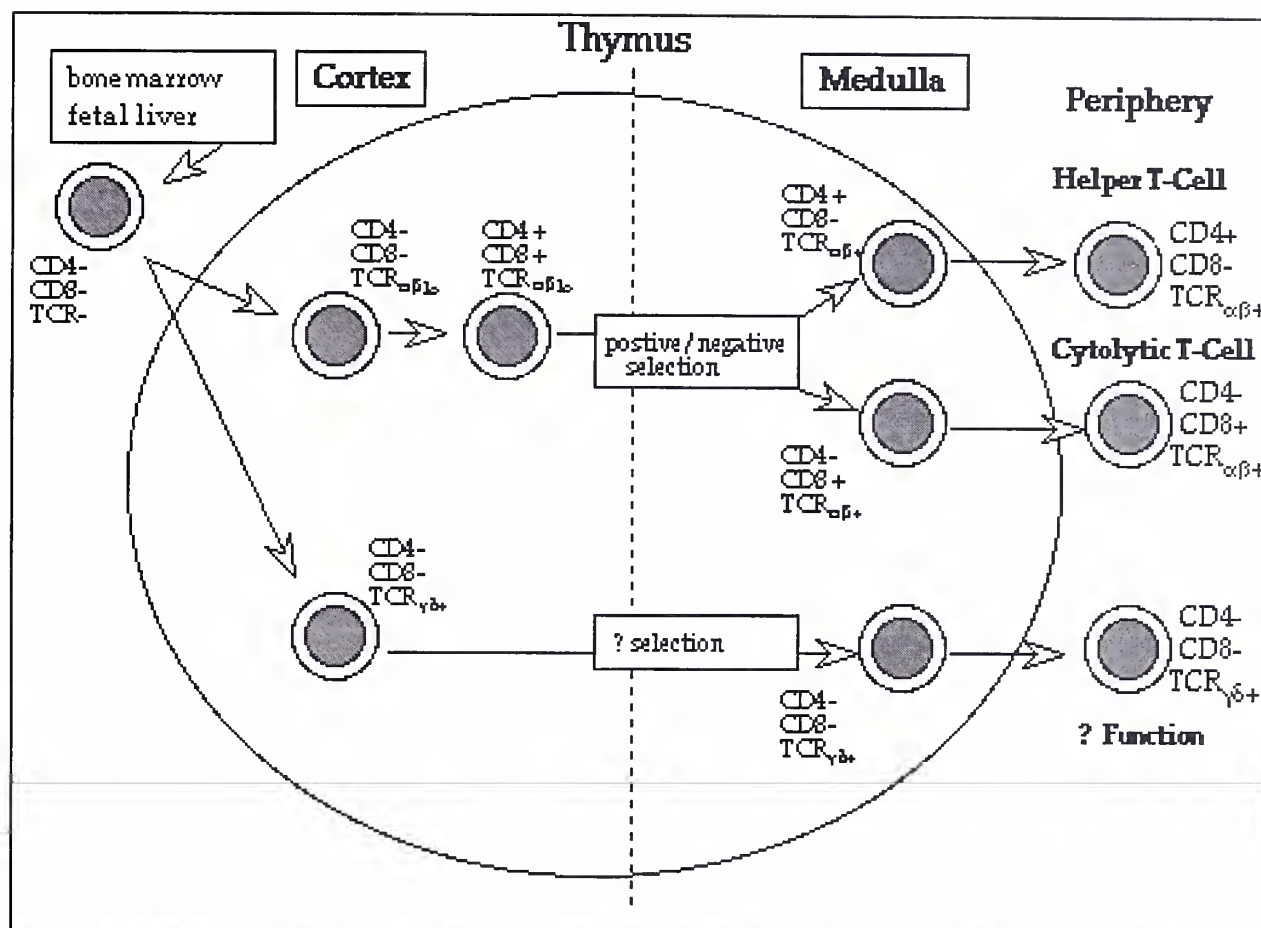 Thymus
bone marrow
fetal liver
Cortex
Medulla
Periphery
Helper T-Cell
CD4-
CD8-
TCR-
CD4-
CD8-
TCRαβlo
CD4+
CD8+
TCRαβlo
postive / negative
selection
CD4+
CD8-
TCRαβ+
CD4+
CD8-
TCRαβ+
Cytolytic T-Cell
CD4-
CD8+
TCRαβ+
CD4-
CD8+
TCRαβ+
CD4-
CD8-
TCRγδ+
? selection
CD4-
CD8-
TCRγδ+
CD4-
CD8-
TCRγδ+
? Function